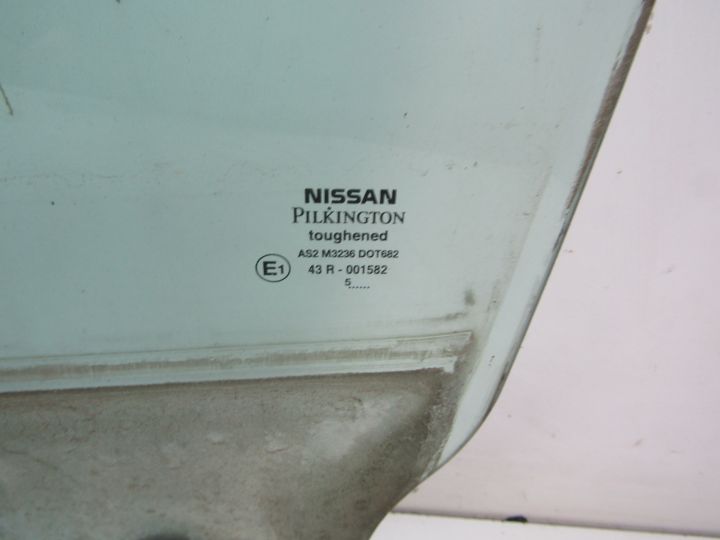 NISSAN
PILKINGTON
toughened
AS2 M3236 DOT682
E1 43 R - 001582
5......